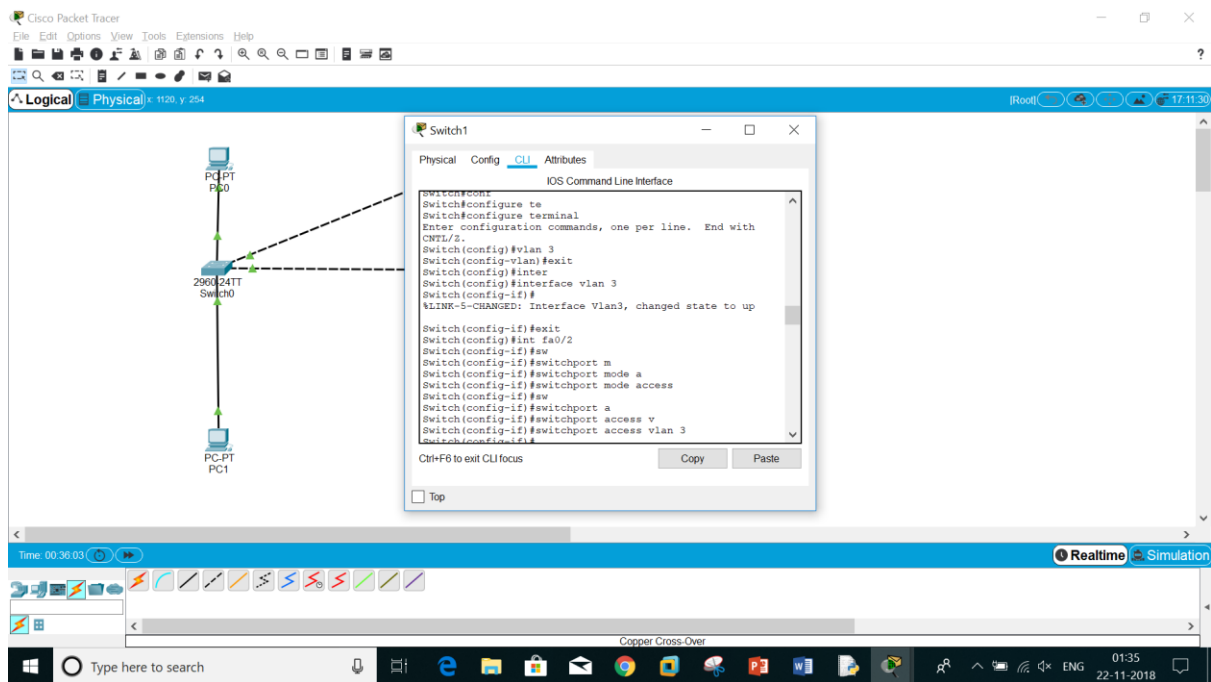 Cisco Packet Tracer
File Edit Options View Tools Extensions Help
?
Logical Physical x: 1120, y: 254 [Root] 17:11:30
PC-PT
PC0
2960-24TT
Switch0
PC-PT
PC1
Switch1
Physical Config CLI Attributes
IOS Command Line Interface
Switch#conf
Switch#configure te
Switch#configure terminal
Enter configuration commands, one per line. End with
CNTL/Z.
Switch(config)#vlan 3
Switch(config-vlan)#exit
Switch(config)#inter
Switch(config)#interface vlan 3
Switch(config-if)#
%LINK-5-CHANGED: Interface Vlan3, changed state to up
Switch(config-if)#exit
Switch(config)#int fa0/2
Switch(config-if)#sw
Switch(config-if)#switchport m
Switch(config-if)#switchport mode a
Switch(config-if)#switchport mode access
Switch(config-if)#sw
Switch(config-if)#switchport a
Switch(config-if)#switchport access v
Switch(config-if)#switchport access vlan 3
Switch(config-if)#
Ctrl+F6 to exit CLI focus Copy Paste
Top
Time: 00:36:03 Realtime Simulation
Copper Cross-Over
Type here to search
ENG
01:35
22-11-2018